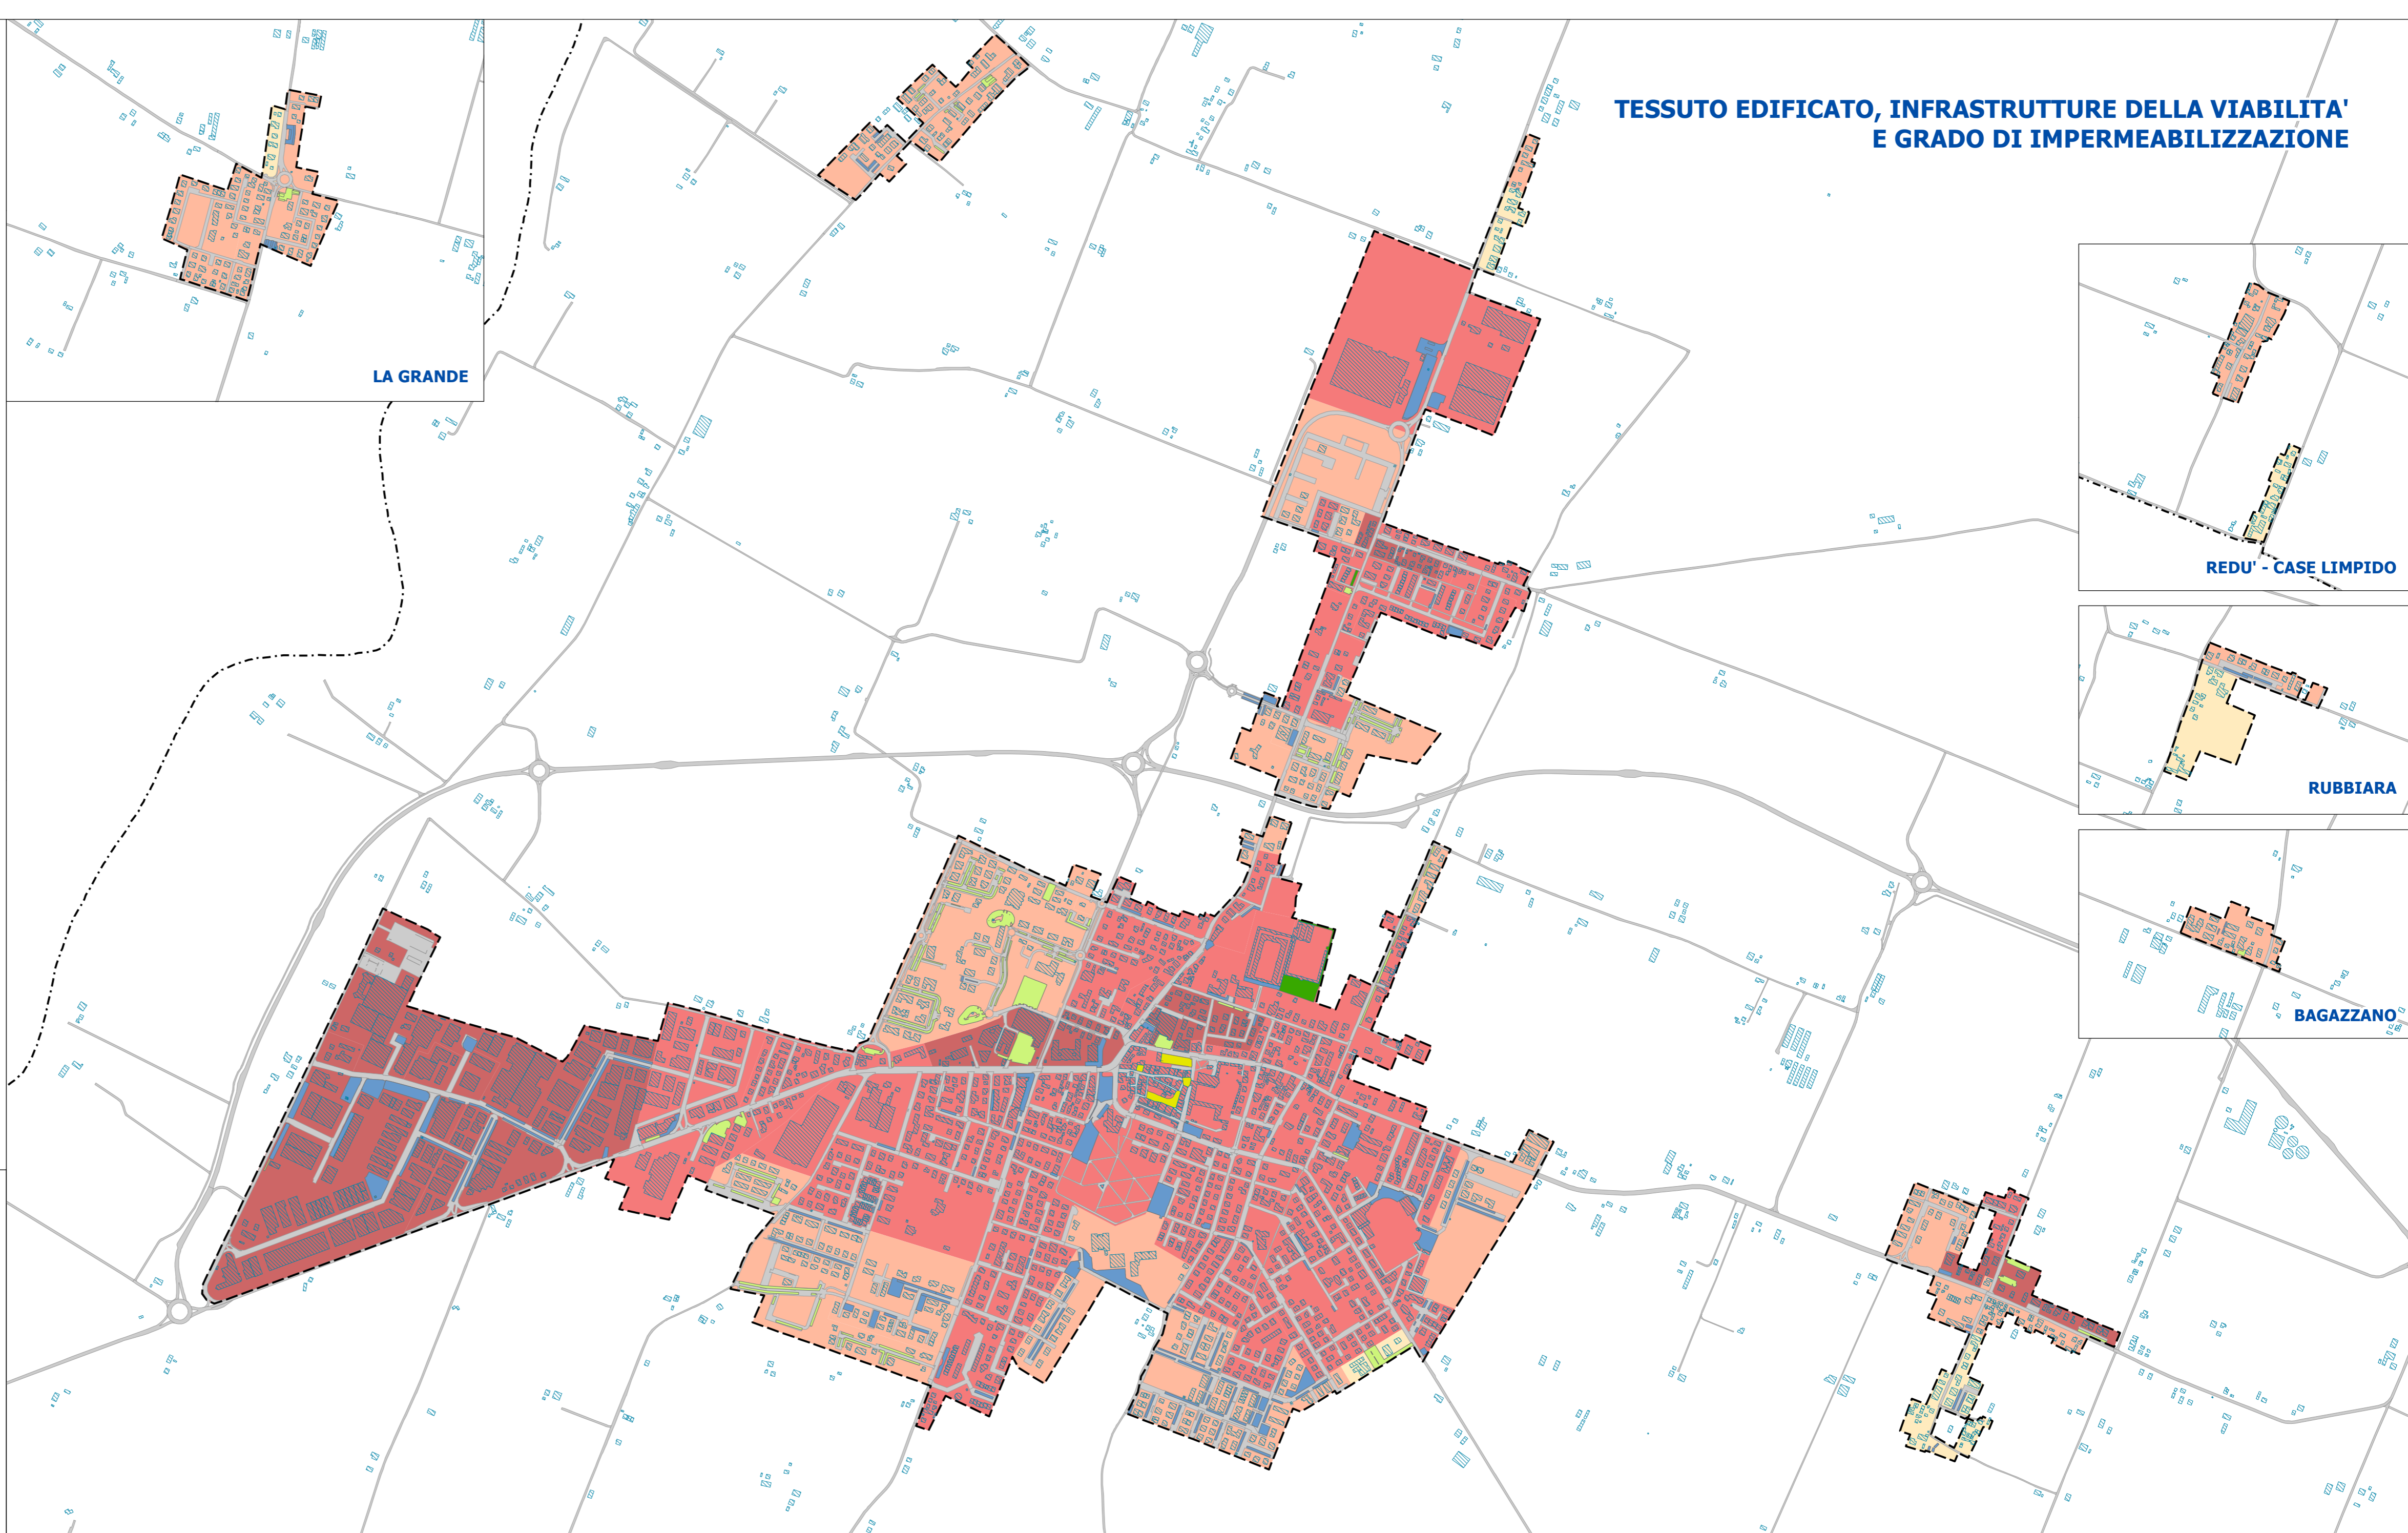 TESSUTO EDIFICATO, INFRASTRUTTURE DELLA VIABILITA'
E GRADO DI IMPERMEABILIZZAZIONE
LA GRANDE
REDU' - CASE LIMPIDO
RUBBIARA
BAGAZZANO